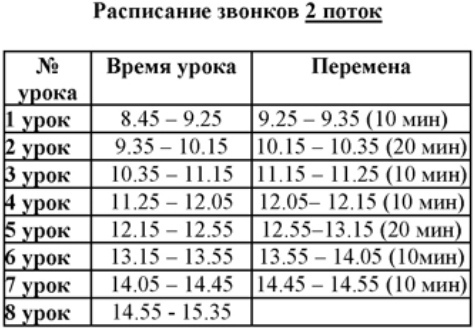 Расписание звонков 2 поток
№ урока Время урока Перемена
1 урок 8.45 – 9.25 9.25 – 9.35 (10 мин)
2 урок 9.35 – 10.15 10.15 – 10.35 (20 мин)
3 урок 10.35 – 11.15 11.15 – 11.25 (10 мин)
4 урок 11.25 – 12.05 12.05– 12.15 (10 мин)
5 урок 12.15 – 12.55 12.55–13.15 (20 мин)
6 урок 13.15 – 13.55 13.55 – 14.05 (10мин)
7 урок 14.05 – 14.45 14.45 – 14.55 (10 мин)
8 урок 14.55 - 15.35